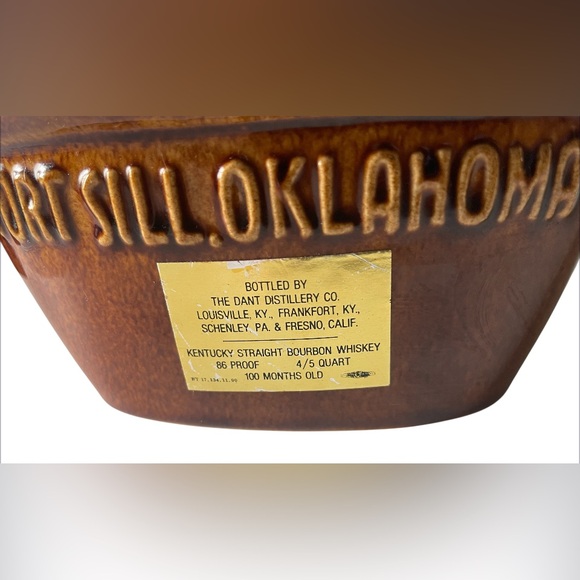 ORT SILL, OKLAHOMA
BOTTLED BY
THE DANT DISTILLERY CO.
LOUISVILLE, KY., FRANKFORT, KY.,
SCHENLEY, PA. & FRESNO, CALIF.
KENTUCKY STRAIGHT BOURBON WHISKEY
86 PROOF 4/5 QUART
100 MONTHS OLD